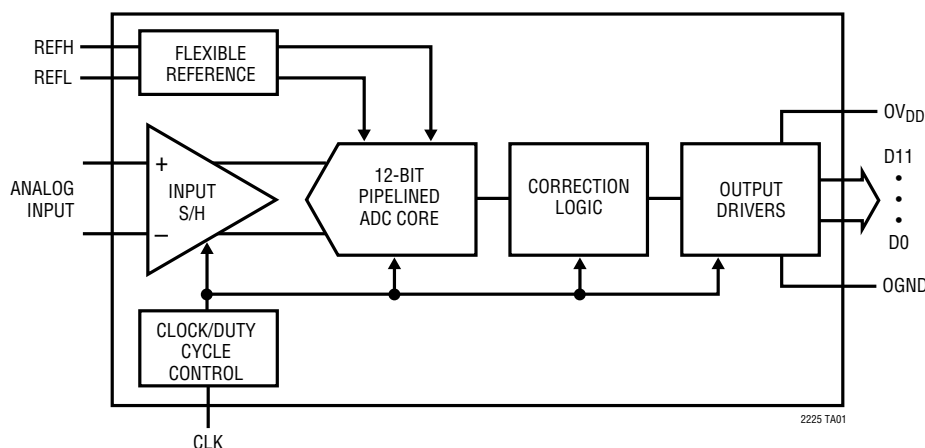 REFH
REFL
FLEXIBLE
REFERENCE
OVDD
ANALOG
INPUT
+
−
INPUT
S/H
12-BIT
PIPELINED
ADC CORE
CORRECTION
LOGIC
OUTPUT
DRIVERS
D11
•
•
•
D0
OGND
CLOCK/DUTY
CYCLE
CONTROL
CLK
2225 TA01